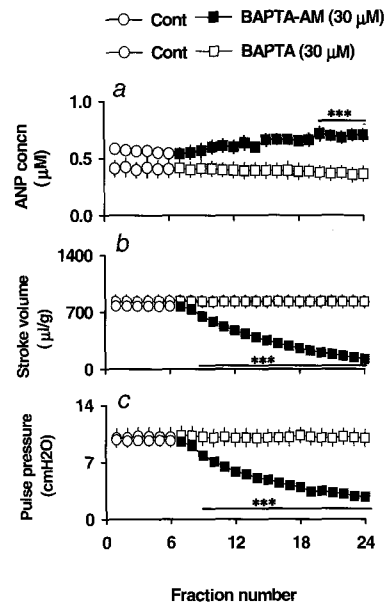 Cont BAPTA-AM (30 µM)
Cont BAPTA (30 µM)
a
***
1.0
0.5
0.0
ANP concn
(µM)
b
1400
700
0
Stroke volume
(µl/g)
***
c
14
7
0
Pulse pressure
(cmH2O)
***
0 6 12 18 24
Fraction number